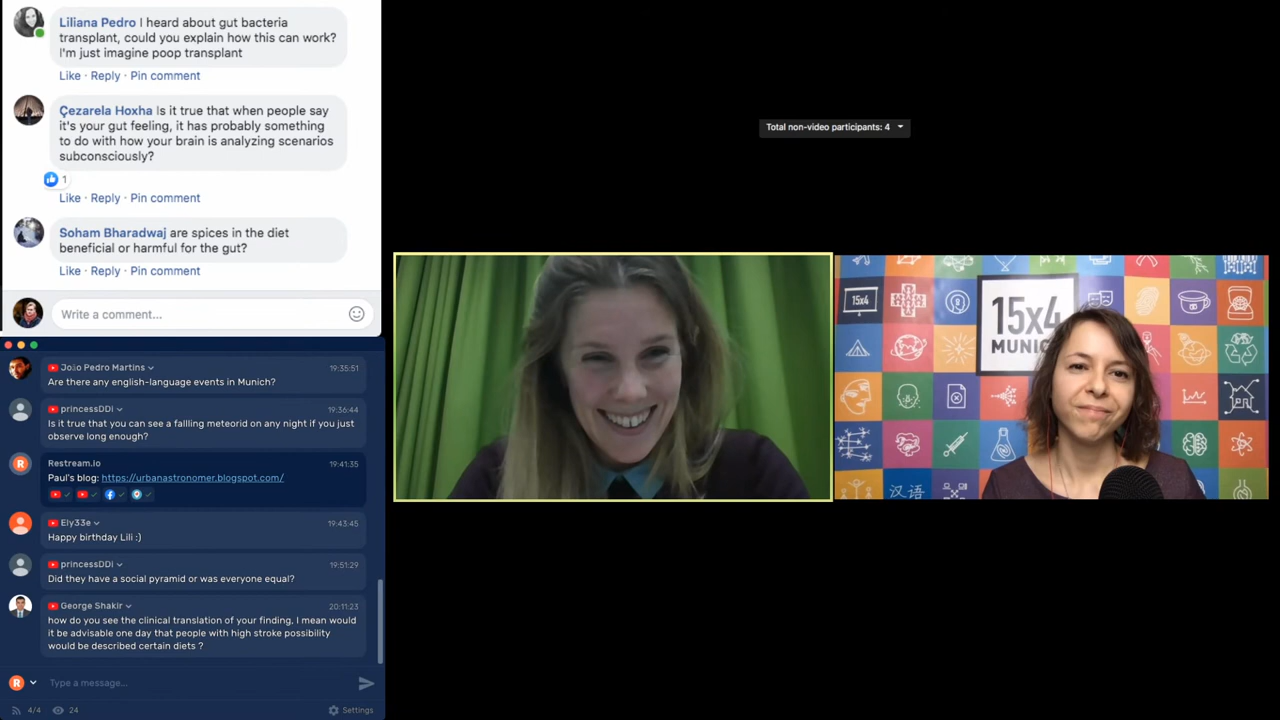 Liliana Pedro I heard about gut bacteria
transplant, could you explain how this can work?
I'm just imagine poop transplant
Like · Reply · Pin comment
Çezarela Hoxha Is it true that when people say
it's your gut feeling, it has probably something
to do with how your brain is analyzing scenarios
subconsciously?
1
Like · Reply · Pin comment
Soham Bharadwaj are spices in the diet
beneficial or harmful for the gut?
Like · Reply · Pin comment
Write a comment...
João Pedro Martins
19:35:51
Are there any english-language events in Munich?
princessDDi
19:36:44
Is it true that you can see a fallling meteorid on any night if you just
observe long enough?
Restream.io
19:41:35
Paul's blog: https://urbanastronomer.blogspot.com/
Ely33e
19:43:45
Happy birthday Lili :)
princessDDi
19:51:29
Did they have a social pyramid or was everyone equal?
George Shakir
20:11:23
how do you see the clinical translation of your finding, I mean would
it be advisable one day that people with high stroke possibility
would be described certain diets ?
Type a message...
4/4
24
Settings
Total non-video participants: 4
15x4
15x4
MUNIC
汉语